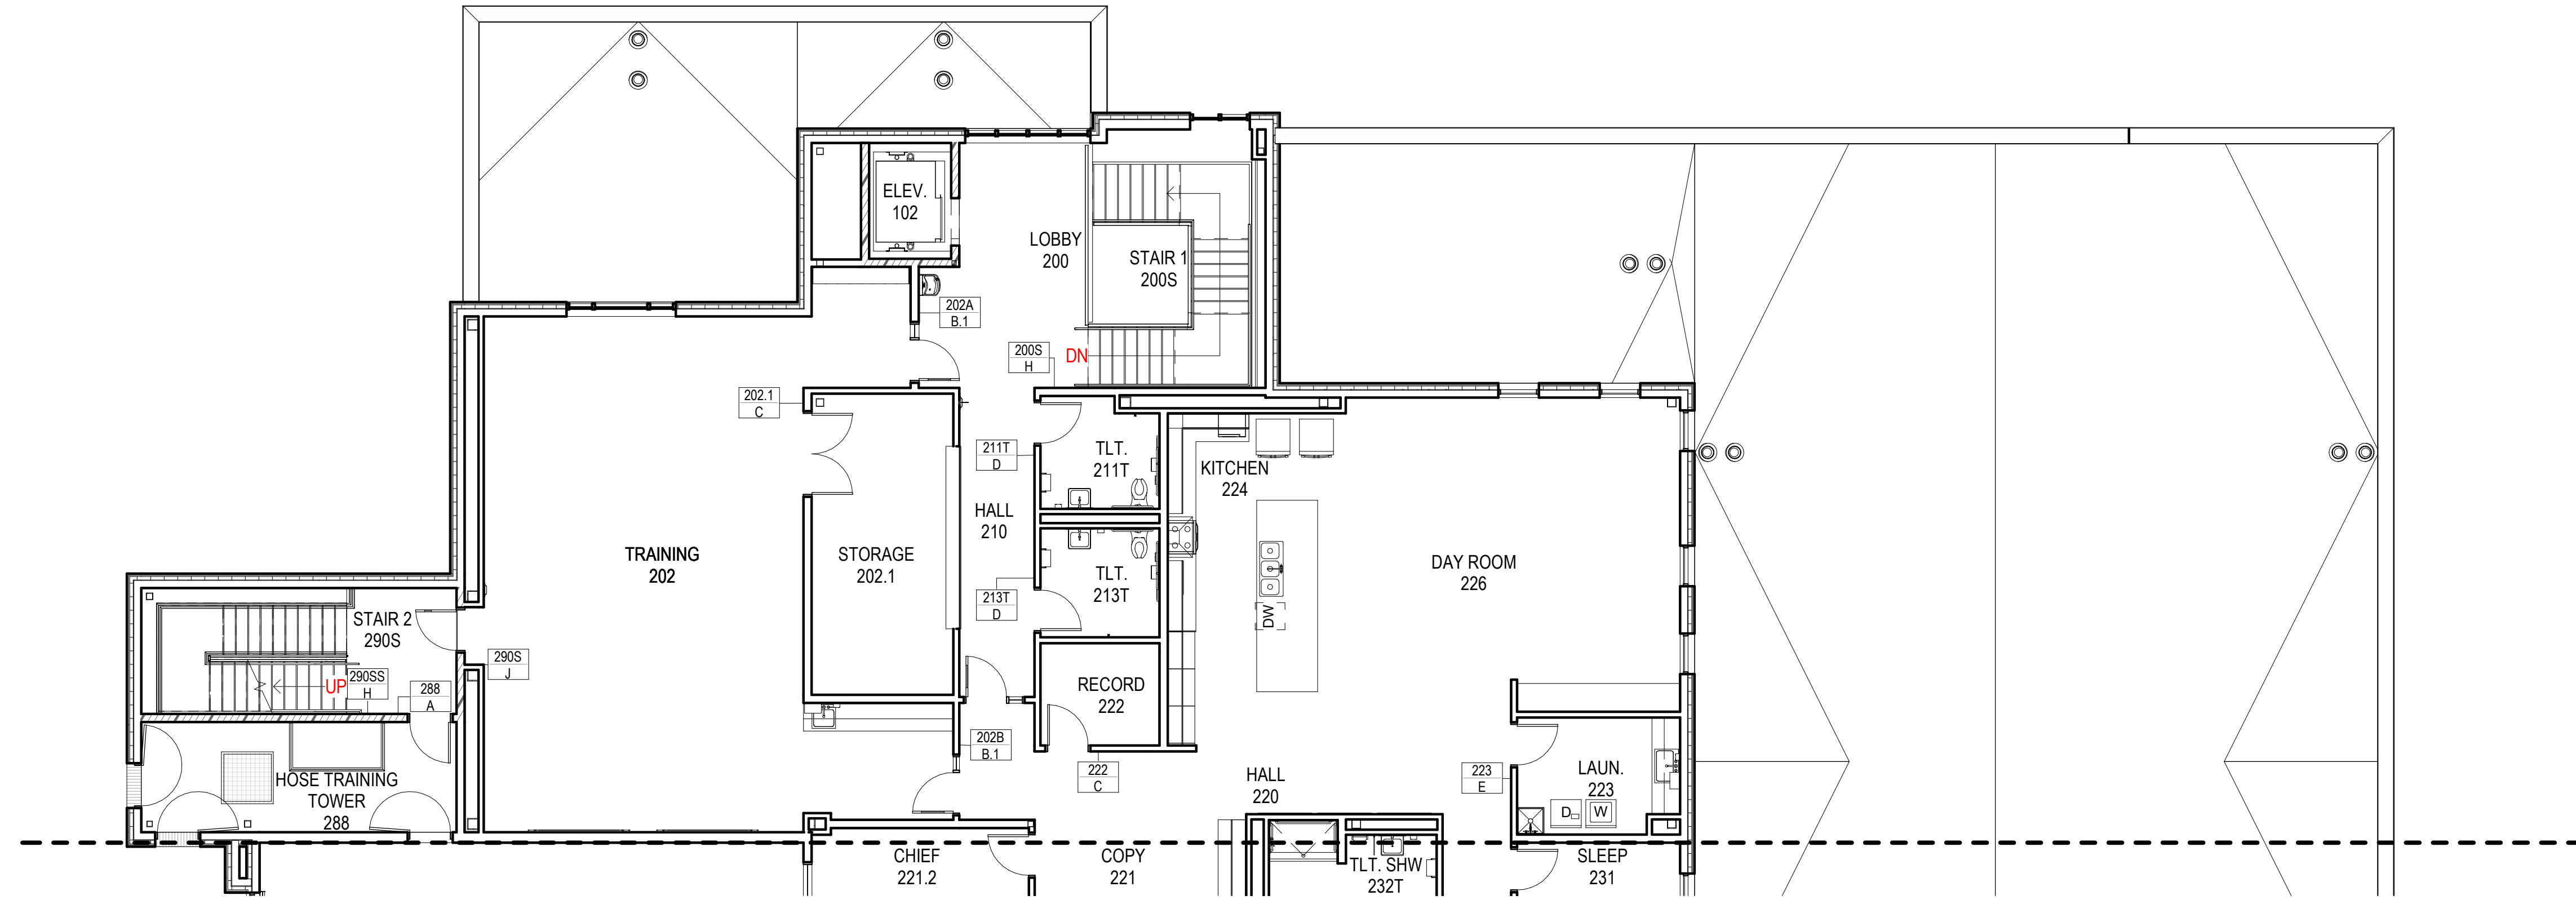 ELEV.
102
LOBBY
200
STAIR 1
200S
202A
B.1
200S
H
DN
202.1
C
211T
D
TLT.
211T
KITCHEN
224
HALL
210
TRAINING
202
STORAGE
202.1
DAY ROOM
226
TLT.
213T
213T
D
DW
STAIR 2
290S
290S
J
UP
290SS
H
288
A
RECORD
222
202B
B.1
222
C
HALL
220
223
E
LAUN.
223
D
W
HOSE TRAINING
TOWER
288
CHIEF
221.2
COPY
221
TLT. SHW
232T
SLEEP
231